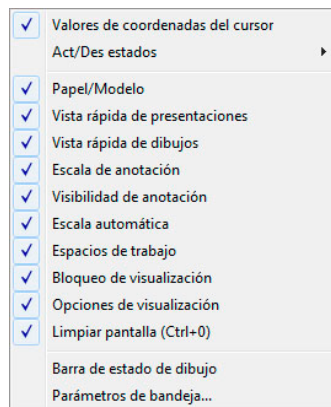 Valores de coordenadas del cursor
Act/Des estados
Papel/Modelo
Vista rápida de presentaciones
Vista rápida de dibujos
Escala de anotación
Visibilidad de anotación
Escala automática
Espacios de trabajo
Bloqueo de visualización
Opciones de visualización
Limpiar pantalla (Ctrl+0)
Barra de estado de dibujo
Parámetros de bandeja...